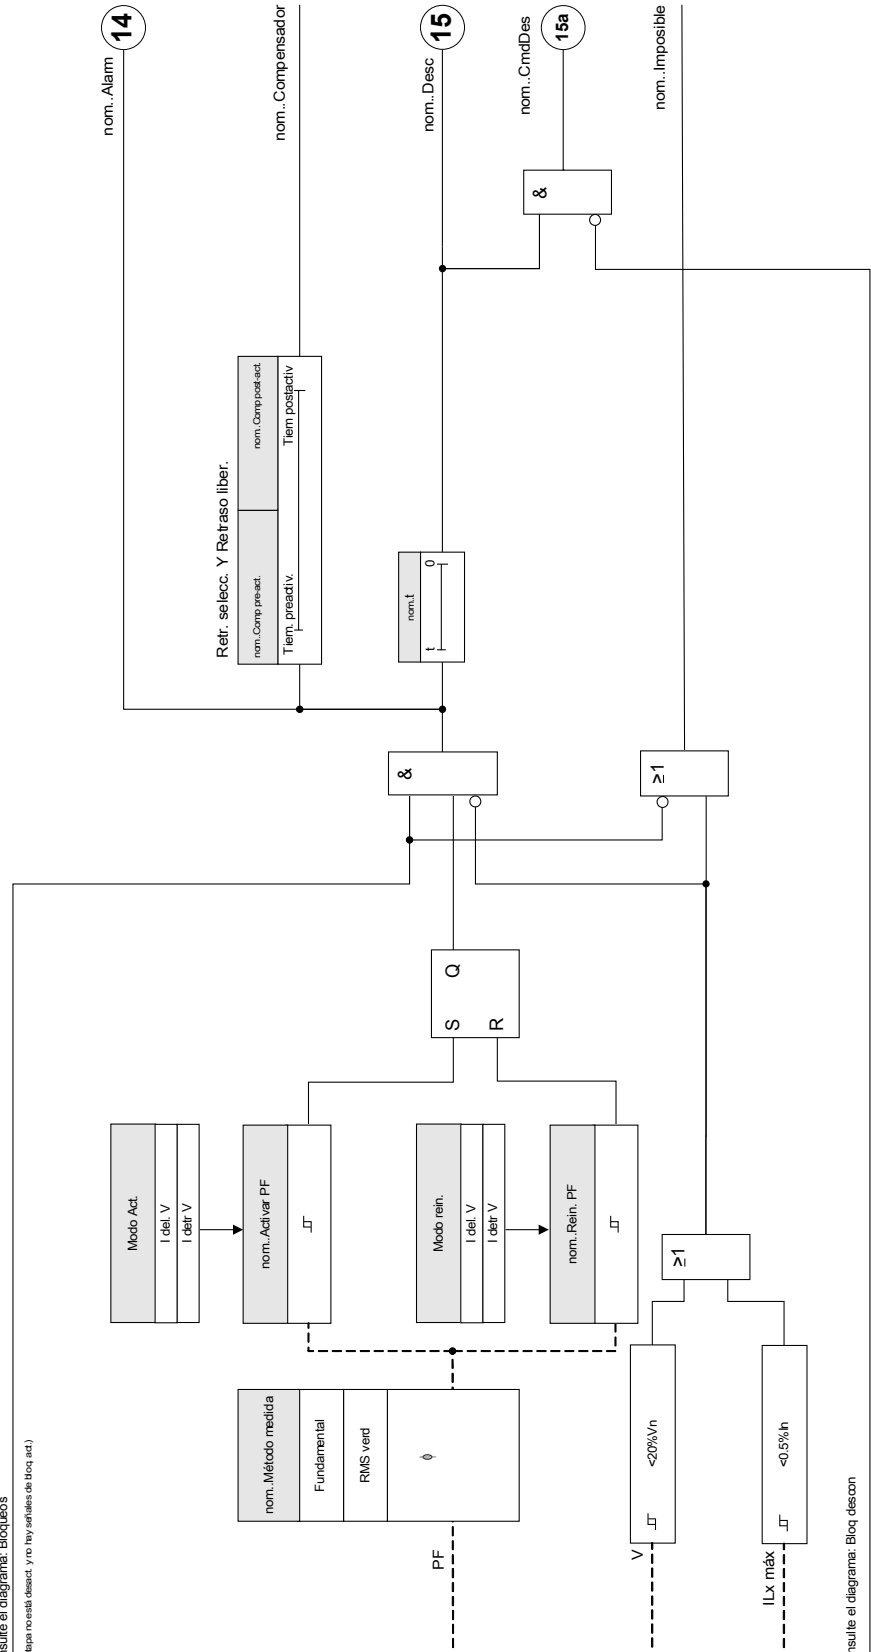 nsulte el diagrama: Bloqueos
tapa no está desact. y no hay señales de bloq. act.)
nom..Alarm
14
Modo Act.
I del. V
I detr V
nom..Activar PF
nom..Método medida
Fundamental
RMS verd
φ
PF
Modo rein.
I del. V
I detr V
nom..Rein. PF
S
R
Q
&
Retr. selecc. Y Retraso liber.
nom..Comp pre-act.
nom..Comp post-act.
Tiem. preactiv.
Tiem postactiv
nom..Compensador
nom.t
t
0
nom..Desc
15
&
nom..CmdDes
15a
V
<20%Vn
ILx máx
<0.5%In
≥1
≥1
nom..Imposible
nsulte el diagrama: Bloq descon